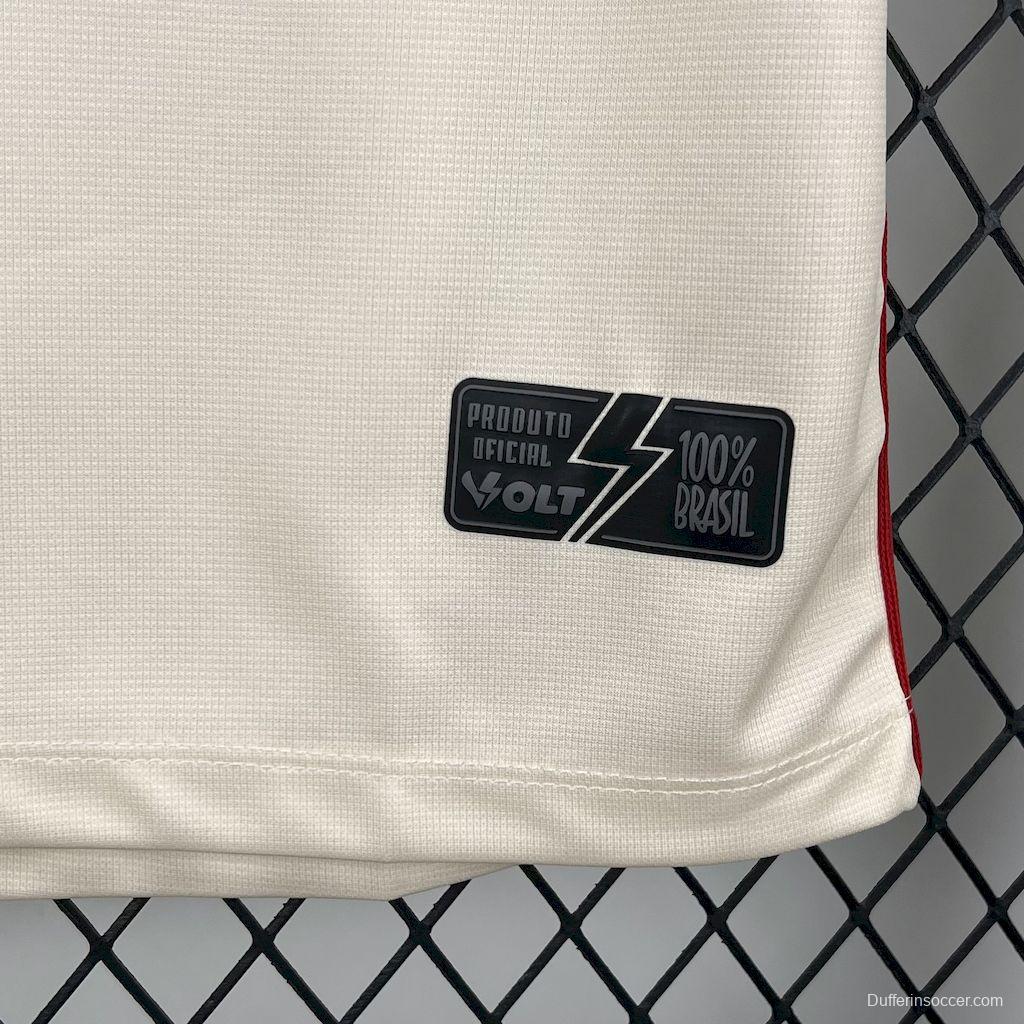 PRODUTO
OFICIAL
VOLT
100%
BRASIL
Dufferinsoccer.com